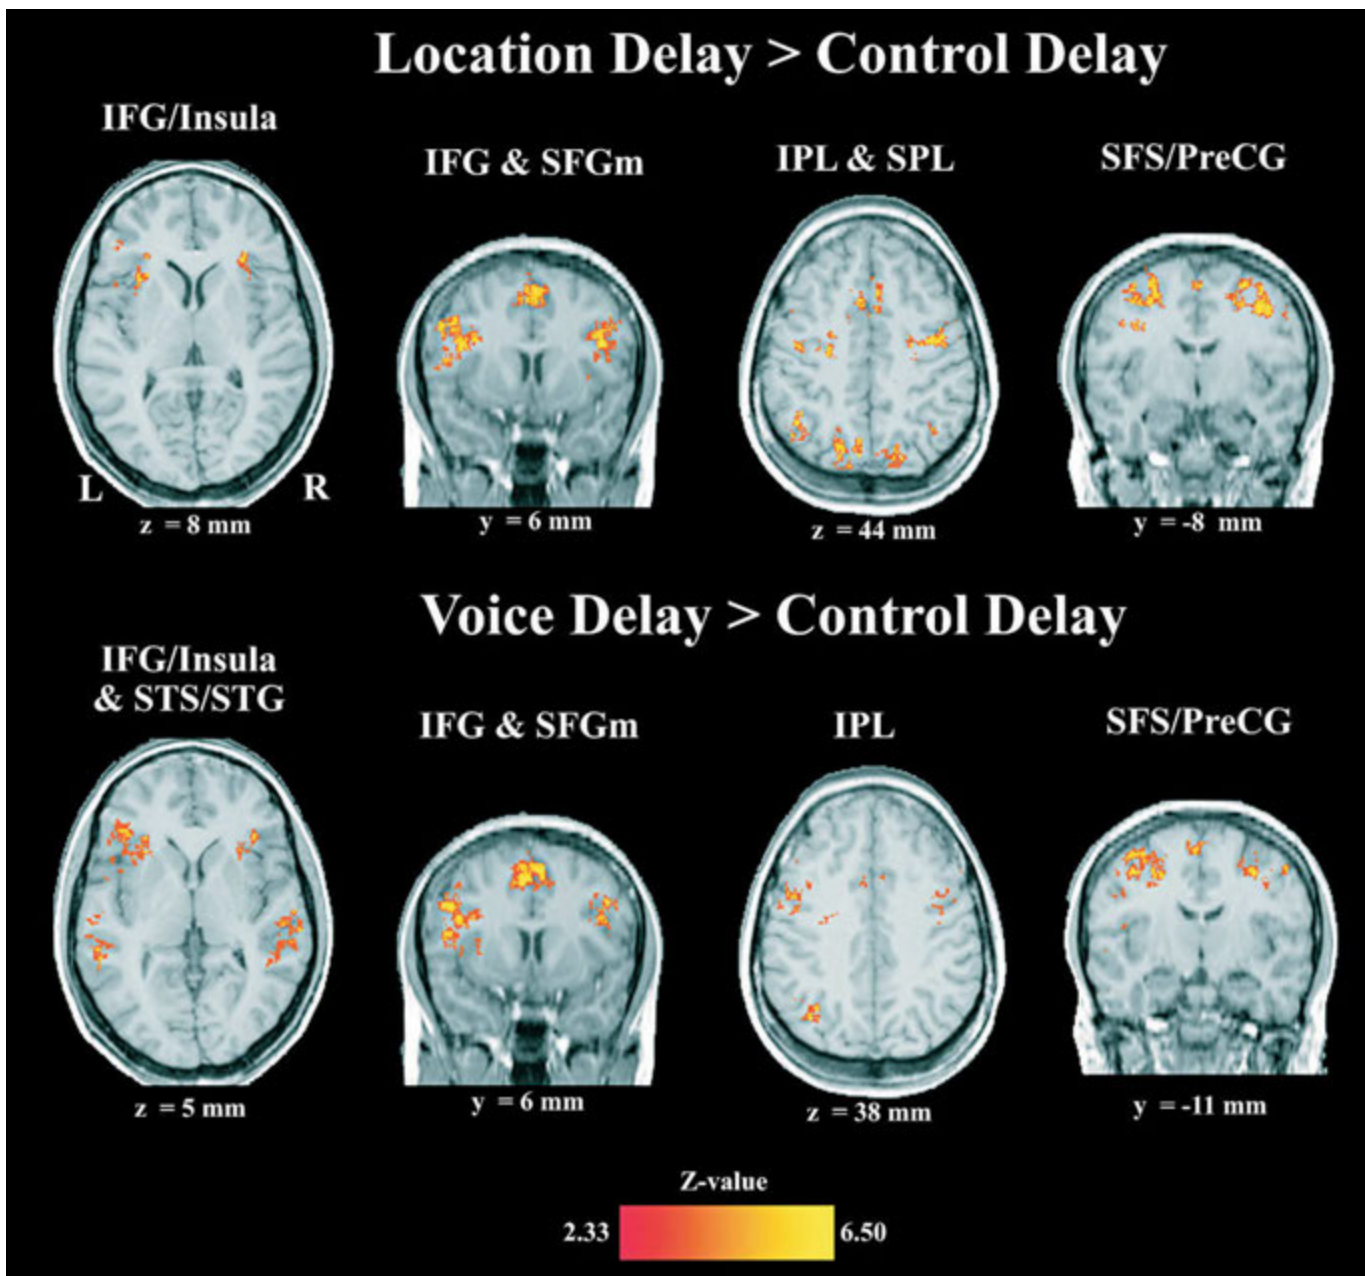 Location Delay > Control Delay
IFG/Insula
IFG & SFGm
IPL & SPL
SFS/PreCG
L
R
z = 8 mm
y = 6 mm
z = 44 mm
y = -8 mm
Voice Delay > Control Delay
IFG/Insula
& STS/STG
IFG & SFGm
IPL
SFS/PreCG
z = 5 mm
y = 6 mm
z = 38 mm
y = -11 mm
Z-value
2.33
6.50